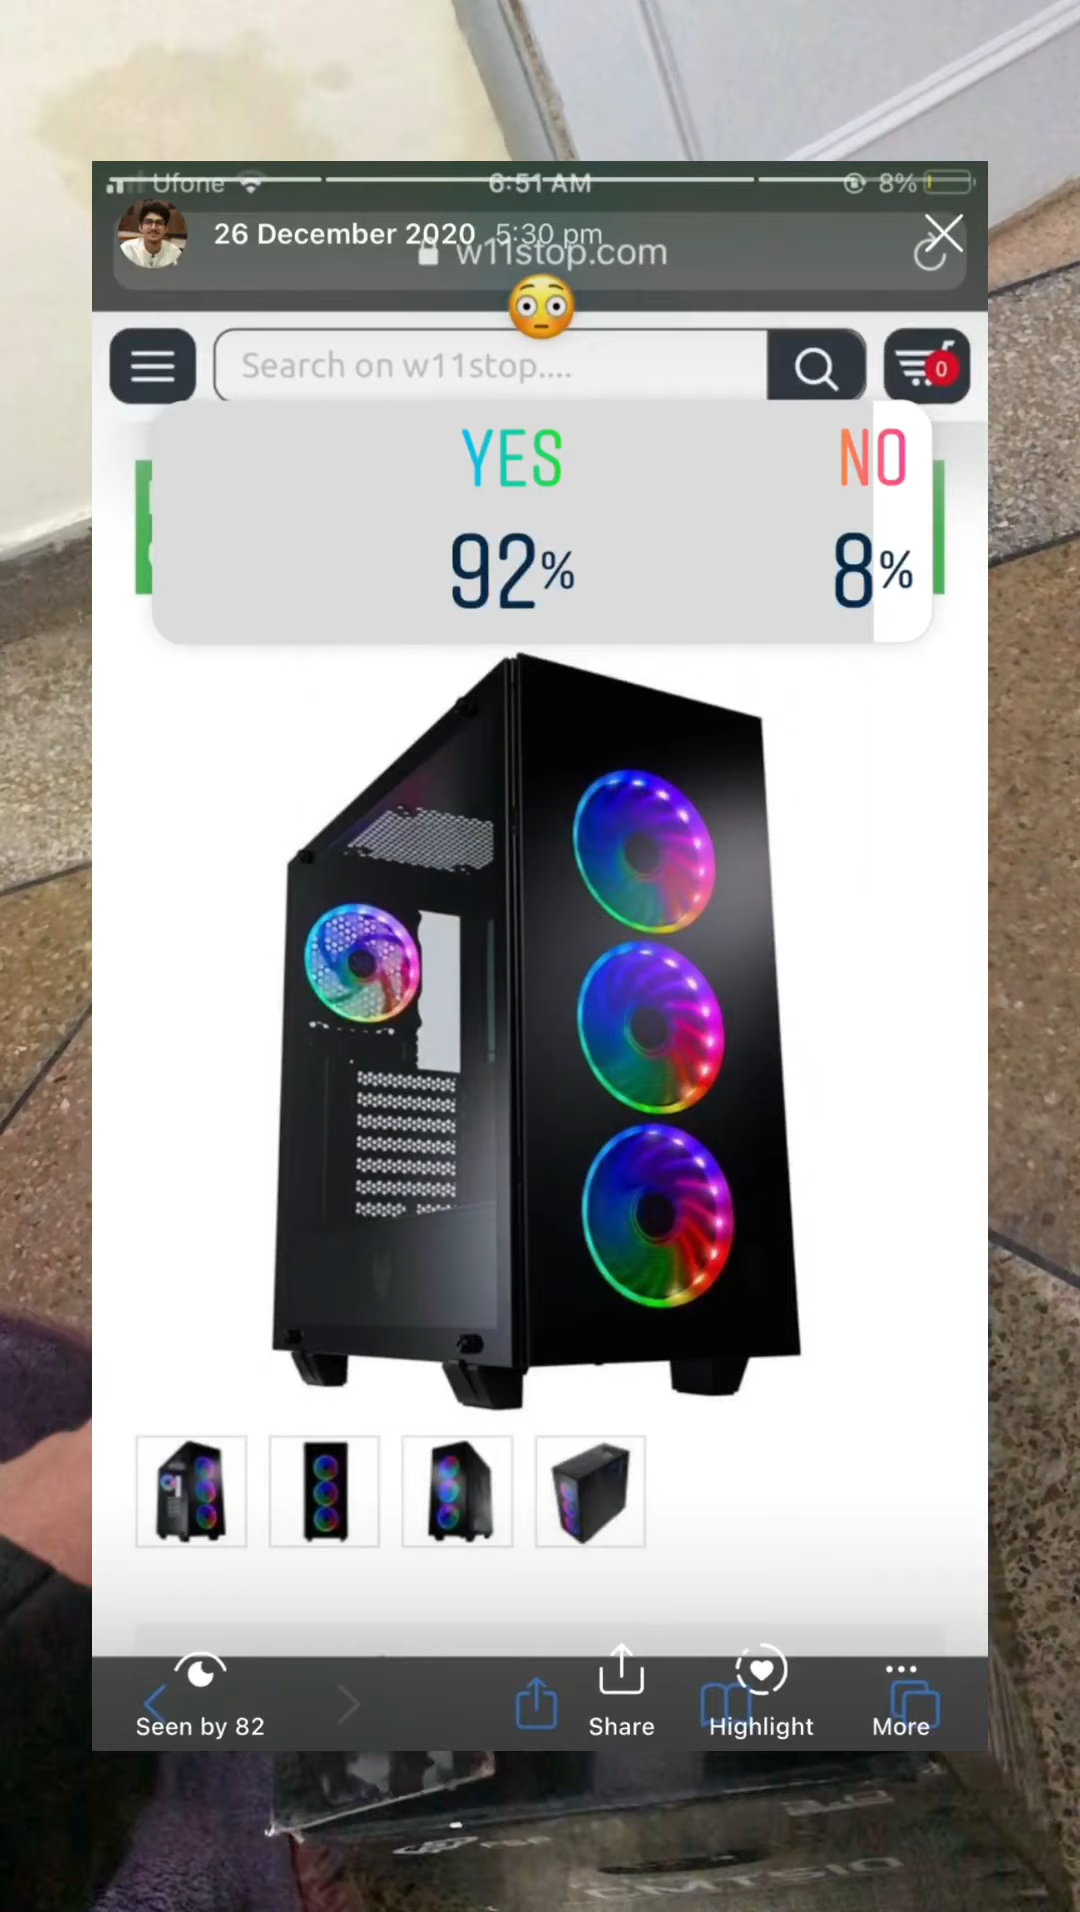 Ufone 6:51 AM 8%
26 December 2020 5:30 pm
w11stop.com
Search on w11stop....
0
YES NO
92% 8%
Seen by 82 Share Highlight More
CMT510